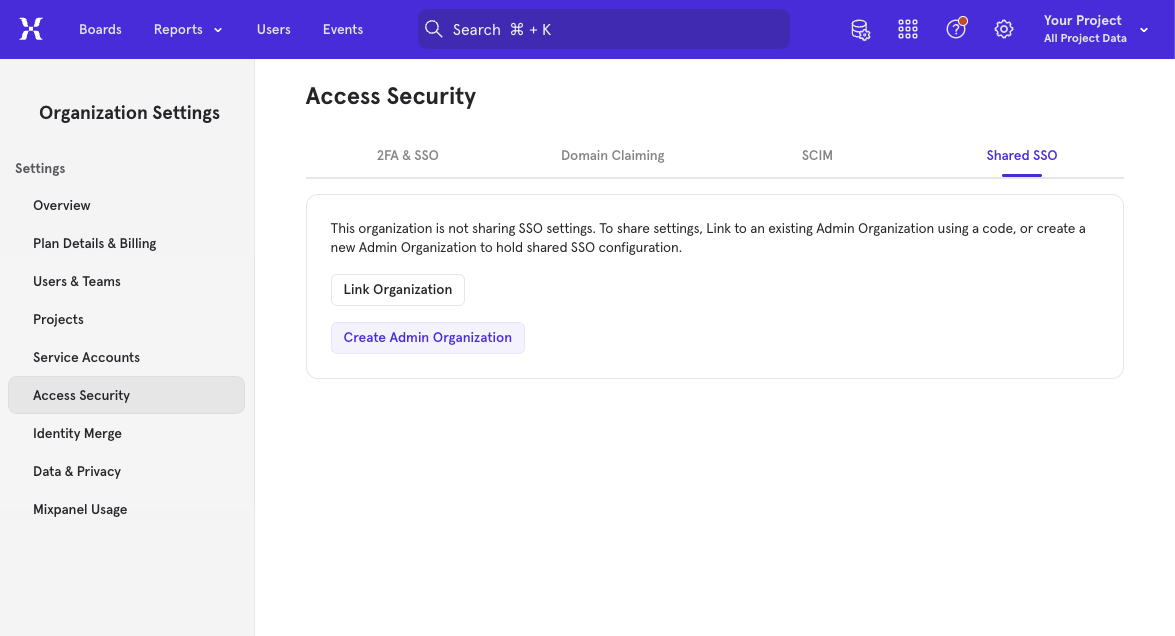 Boards
Reports
Users
Events
Search ⌘ + K
Your Project
All Project Data
Organization Settings
Settings
Overview
Plan Details & Billing
Users & Teams
Projects
Service Accounts
Access Security
Identity Merge
Data & Privacy
Mixpanel Usage
Access Security
2FA & SSO
Domain Claiming
SCIM
Shared SSO
This organization is not sharing SSO settings. To share settings, Link to an existing Admin Organization using a code, or create a
new Admin Organization to hold shared SSO configuration.
Link Organization
Create Admin Organization